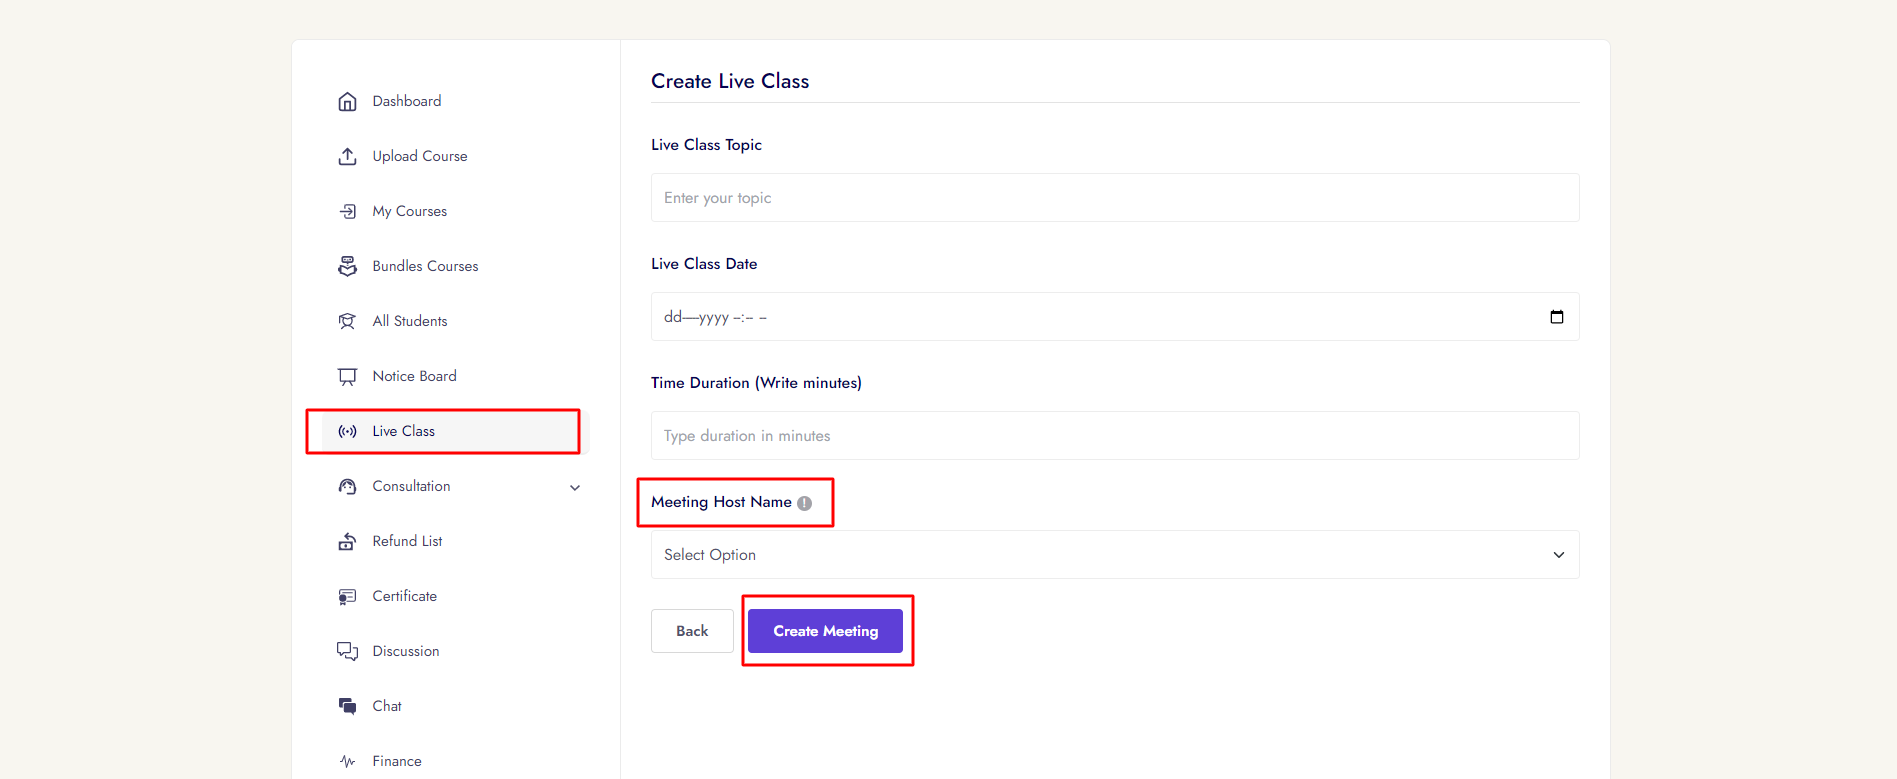 Dashboard
Upload Course
My Courses
Bundles Courses
All Students
Notice Board
Live Class
Consultation
Refund List
Certificate
Discussion
Chat
Finance
Create Live Class
Live Class Topic
Enter your topic
Live Class Date
dd-----yyyy --:-- --
Time Duration (Write minutes)
Type duration in minutes
Meeting Host Name
Select Option
Back
Create Meeting